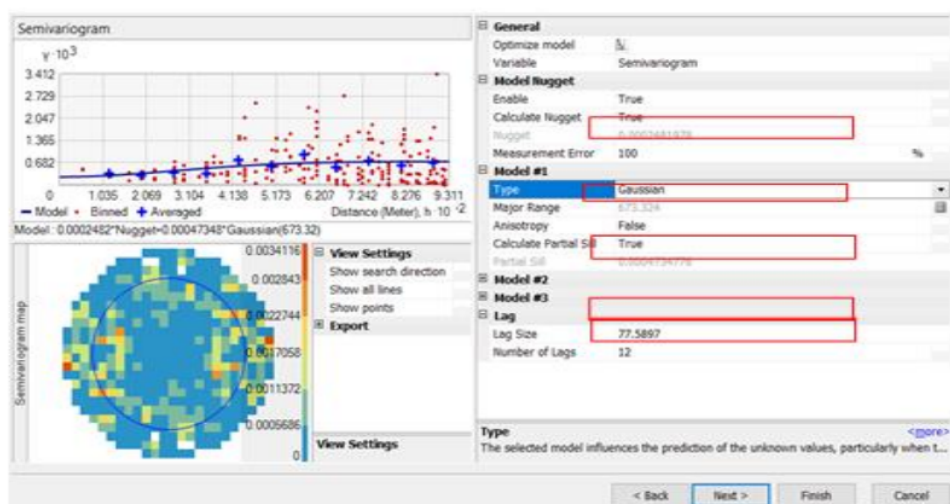 Semivariogram
γ·10³
3.412
2.729
2.047
1.365
0.682
0 1.035 2.069 3.104 4.138 5.173 6.207 7.242 8.276 9.311
Model Binned Averaged Distance (Meter), h·10⁻²
Model : 0.0002482*Nugget+0.00047348*Gaussian(673.32)
Semivariogram map
0.0034116
0.002843
0.0022744
0.0017058
0.0011372
0.0005686
0
View Settings
Show search direction
Show all lines
Show points
Export
View Settings
General
Optimize model
Variable Semivariogram
Model Nugget
Enable True
Calculate Nugget True
Nugget 0.0002481978
Measurement Error 100 %
Model #1
Type Gaussian
Major Range 673.324
Anisotropy False
Calculate Partial Sill True
Partial Sill 0.0004734776
Model #2
Model #3
Lag
Lag Size 77.5897
Number of Lags 12
Type <more>
The selected model influences the prediction of the unknown values, particularly when t...
< Back Next > Finish Cancel